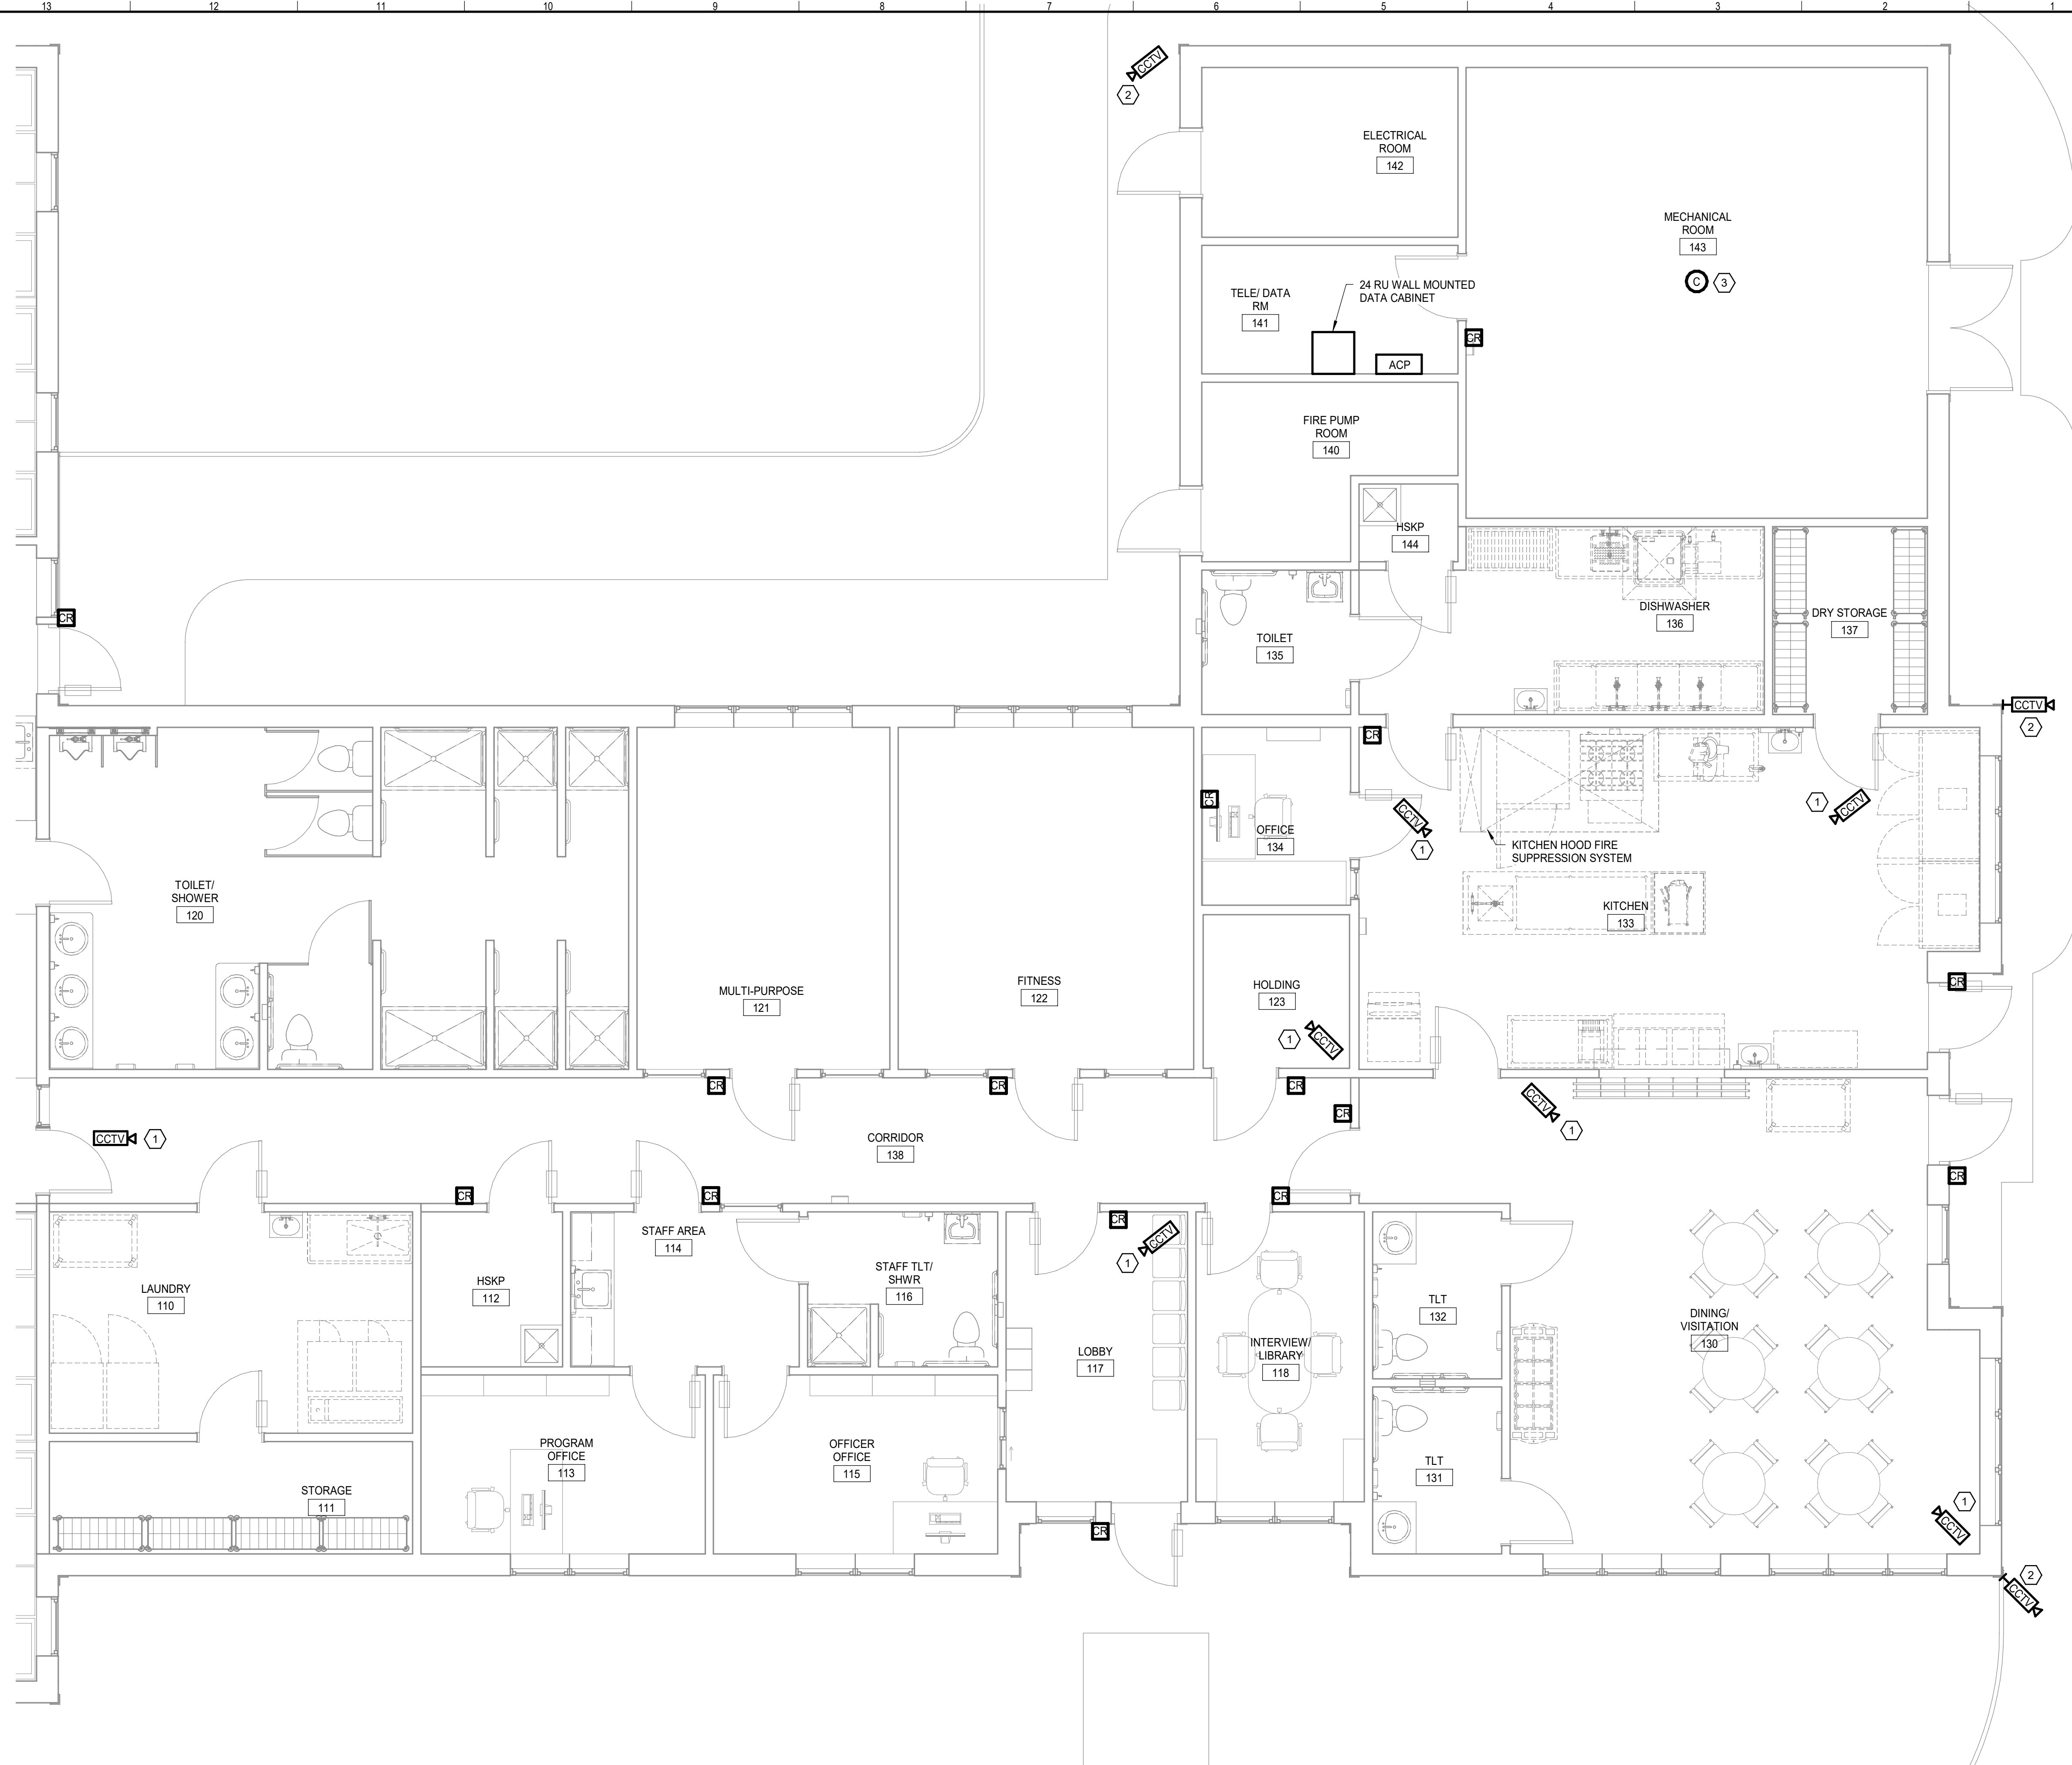 13 12 11 10 9 8 7 6 5 4 3 2 1
CCTV
2
ELECTRICAL
ROOM
142
MECHANICAL
ROOM
143
C 3
TELE/ DATA
RM
141
24 RU WALL MOUNTED
DATA CABINET
CR
ACP
FIRE PUMP
ROOM
140
HSKP
144
DISHWASHER
136
DRY STORAGE
137
CR
TOILET
135
CCTV
2
CR
CR
OFFICE
134
CCTV
1
1
CCTV
KITCHEN HOOD FIRE
SUPPRESSION SYSTEM
TOILET/
SHOWER
120
KITCHEN
133
MULTI-PURPOSE
121
FITNESS
122
HOLDING
123
1
CCTV
CR
CR
CR
CR
CR
CCTV
1
CCTV
1
CORRIDOR
138
CR
CR
CR
CR
CR
CCTV
1
STAFF AREA
114
LAUNDRY
110
HSKP
112
STAFF TLT/
SHWR
116
TLT
132
DINING/
VISITATION
130
LOBBY
117
INTERVIEW/
LIBRARY
118
PROGRAM
OFFICE
113
OFFICER
OFFICE
115
TLT
131
STORAGE
111
CR
1
CCTV
2
CCTV